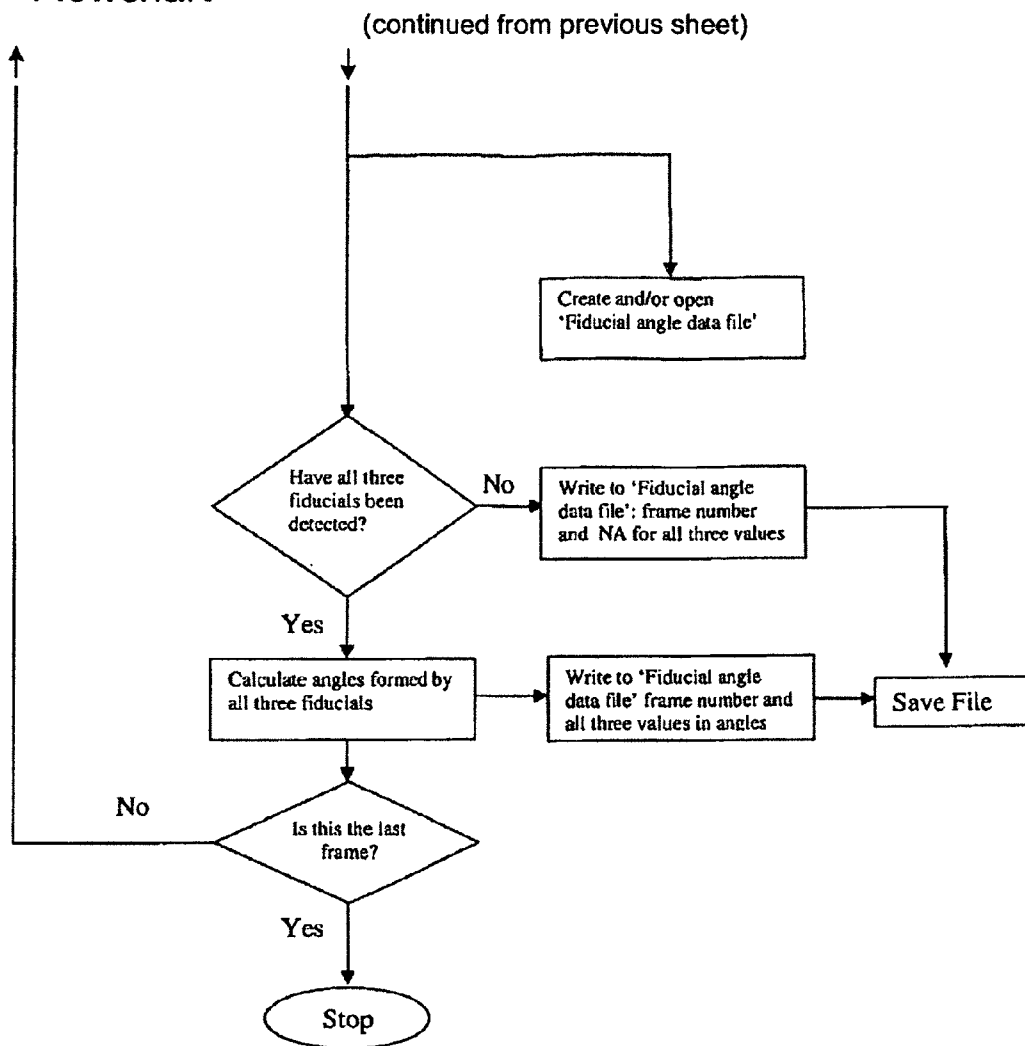 (continued from previous sheet)
Create and/or open
‘Fiducial angle data file’
Have all three
fiducials been
detected?
No
Write to ‘Fiducial angle
data file’: frame number
and NA for all three values
Yes
Calculate angles formed by
all three fiducials
Write to ‘Fiducial angle
data file’ frame number and
all three values in angles
Save File
No
Is this the last
frame?
Yes
Stop